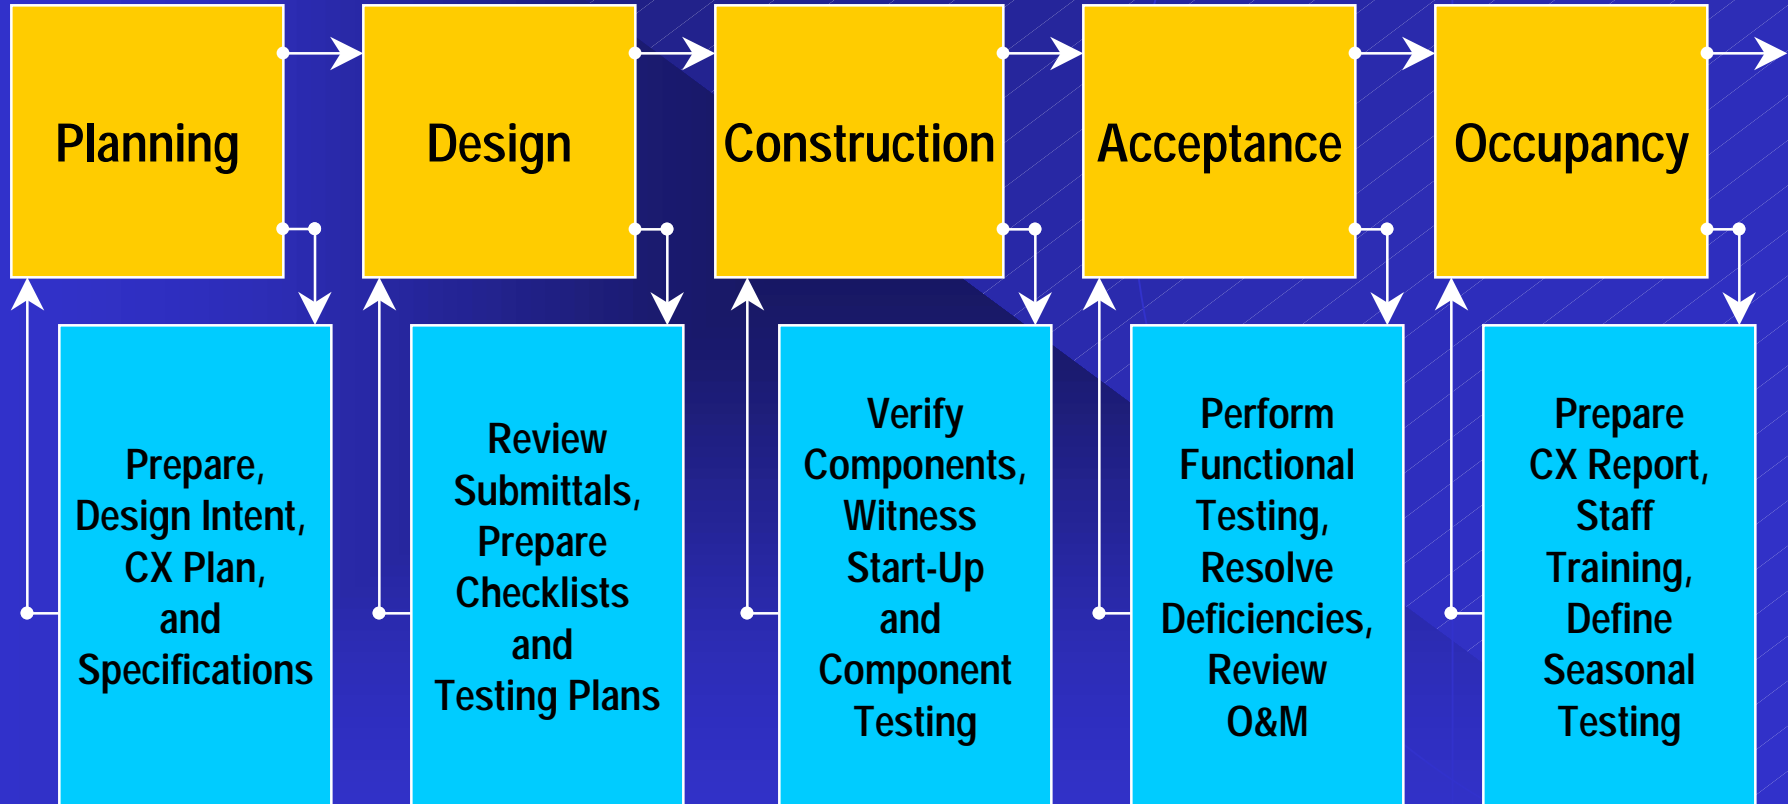 Planning
Design
Construction
Acceptance
Occupancy
Prepare,
Design Intent,
CX Plan,
and
Specifications
Review
Submittals,
Prepare
Checklists
and
Testing Plans
Verify
Components,
Witness
Start-Up
and
Component
Testing
Perform
Functional
Testing,
Resolve
Deficiencies,
Review
O&M
Prepare
CX Report,
Staff
Training,
Define
Seasonal
Testing